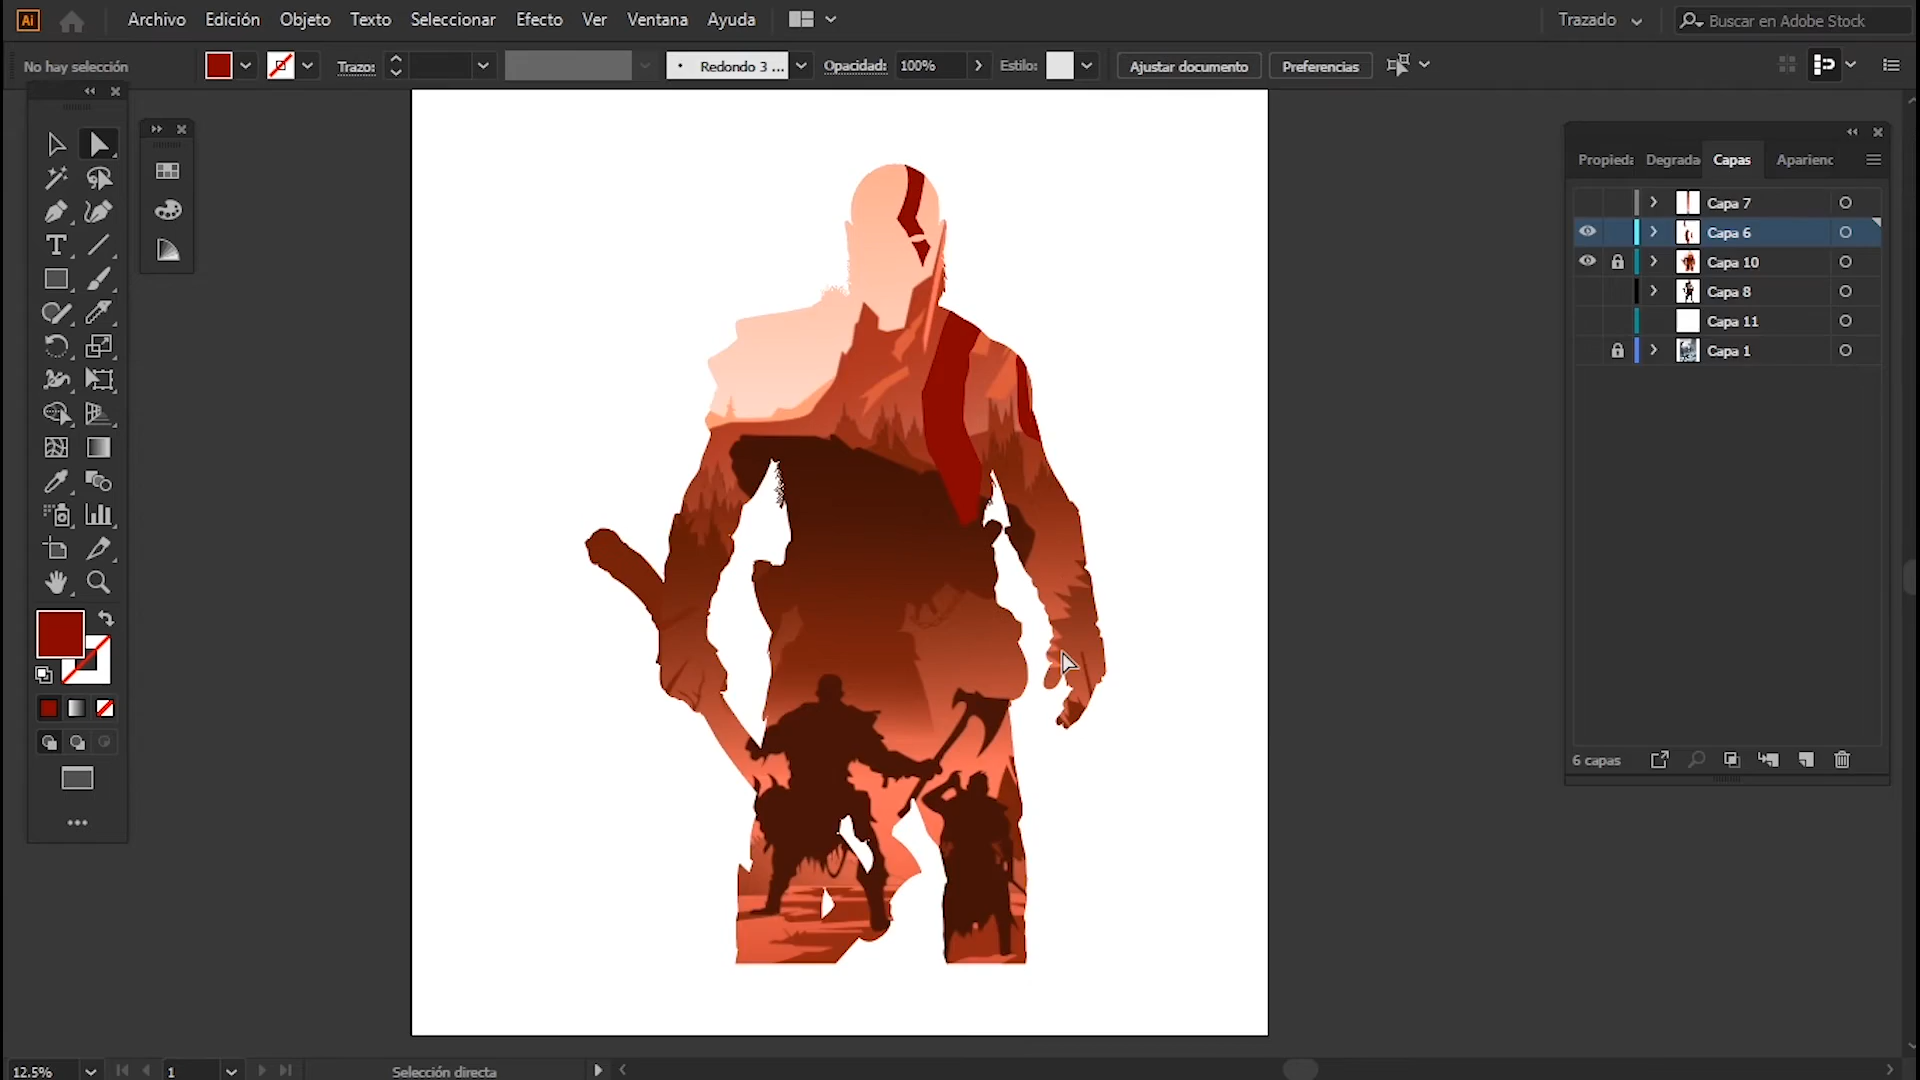 Ai Archivo Edición Objeto Texto Seleccionar Efecto Ver Ventana Ayuda Trazado Buscar en Adobe Stock
No hay selección Trazo: Redondo 3 ... Opacidad: 100% Estilo: Ajustar documento Preferencias
Propieda Degrada Capas Aparienc
Capa 7
Capa 6
Capa 10
Capa 8
Capa 11
Capa 1
6 capas
12.5% 1 Selección directa